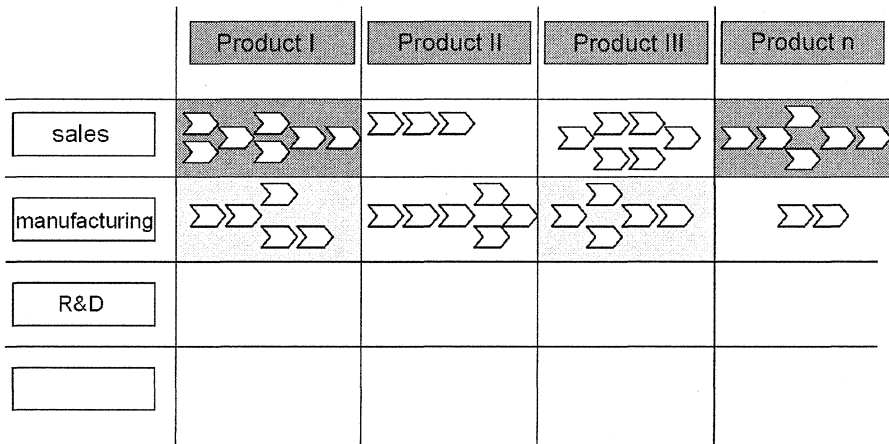 Product I
Product II
Product III
Product n
sales
manufacturing
R&D